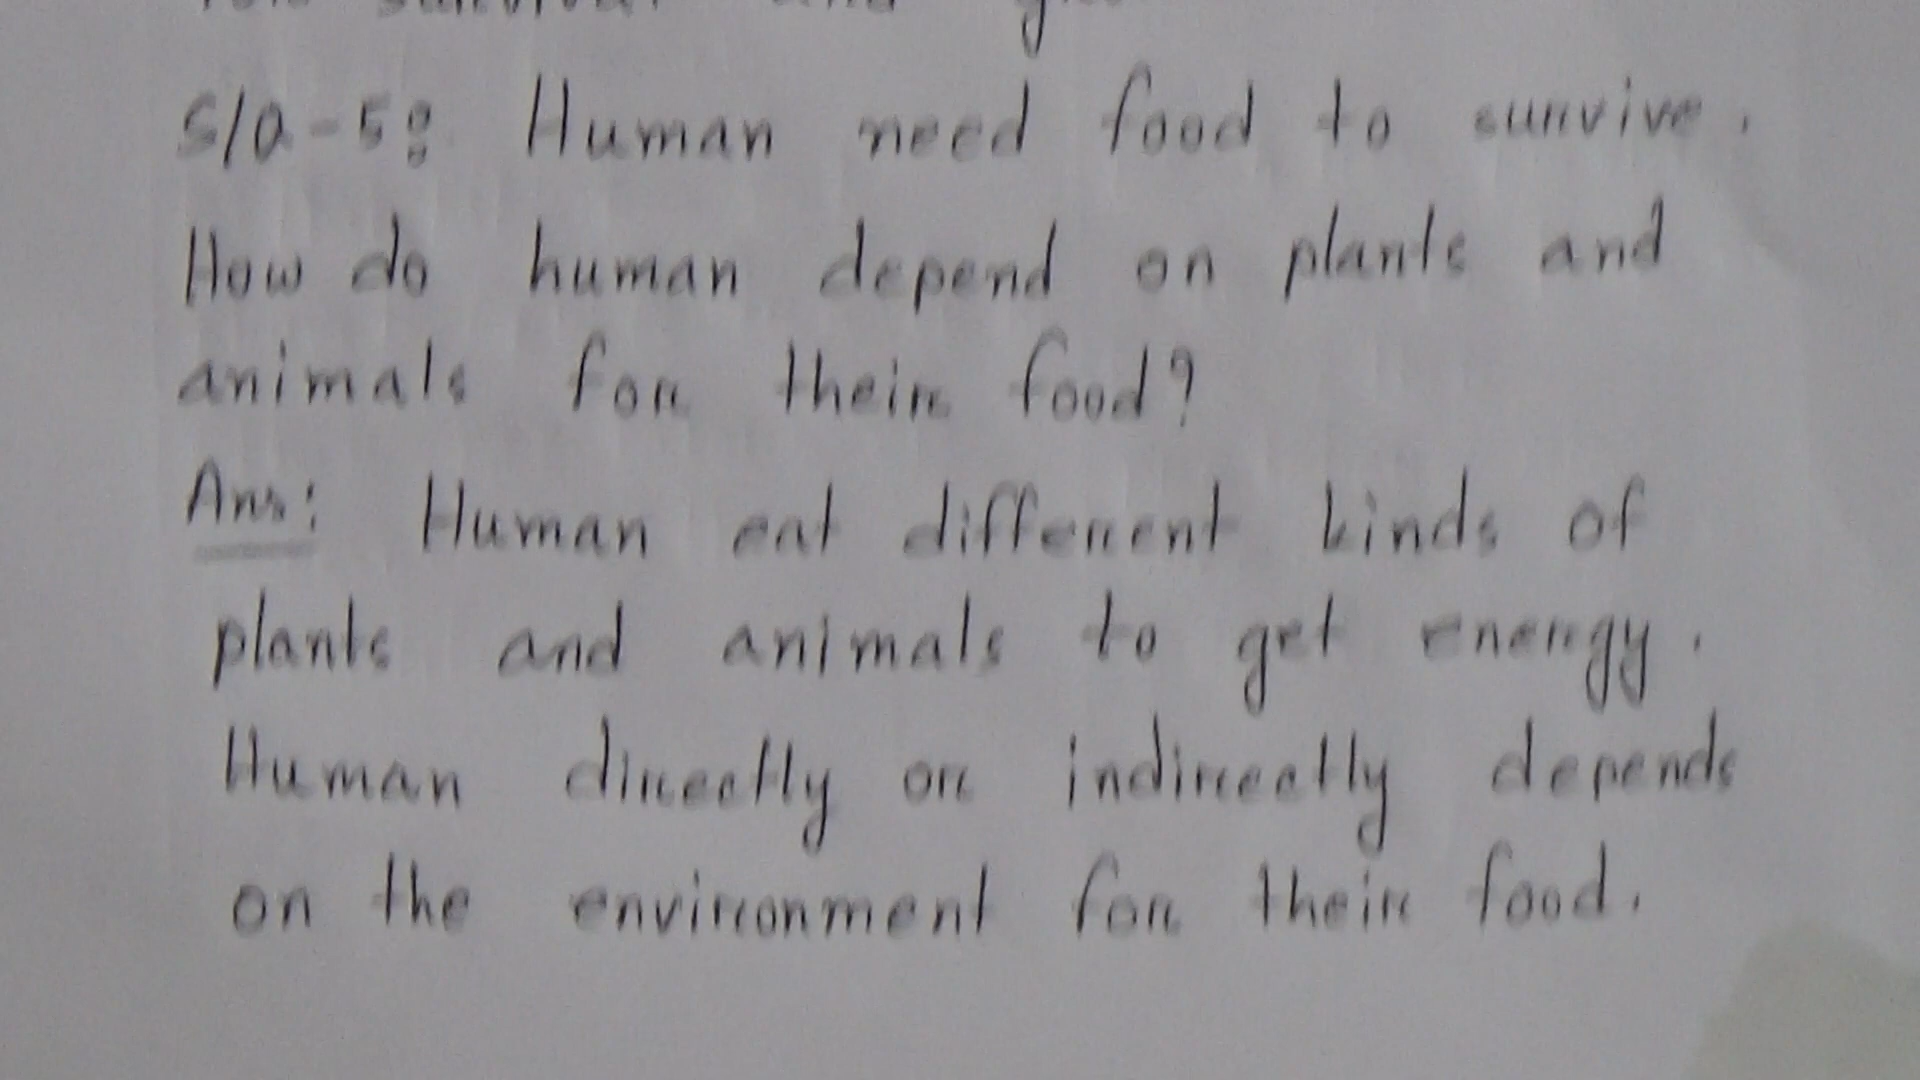 survival and
S/Q-5: Human need food to survive.
How do human depend on plants and
animals for their food?
Ans: Human eat different kinds of
plants and animals to get energy.
Human directly or indirectly depends
on the environment for their food.